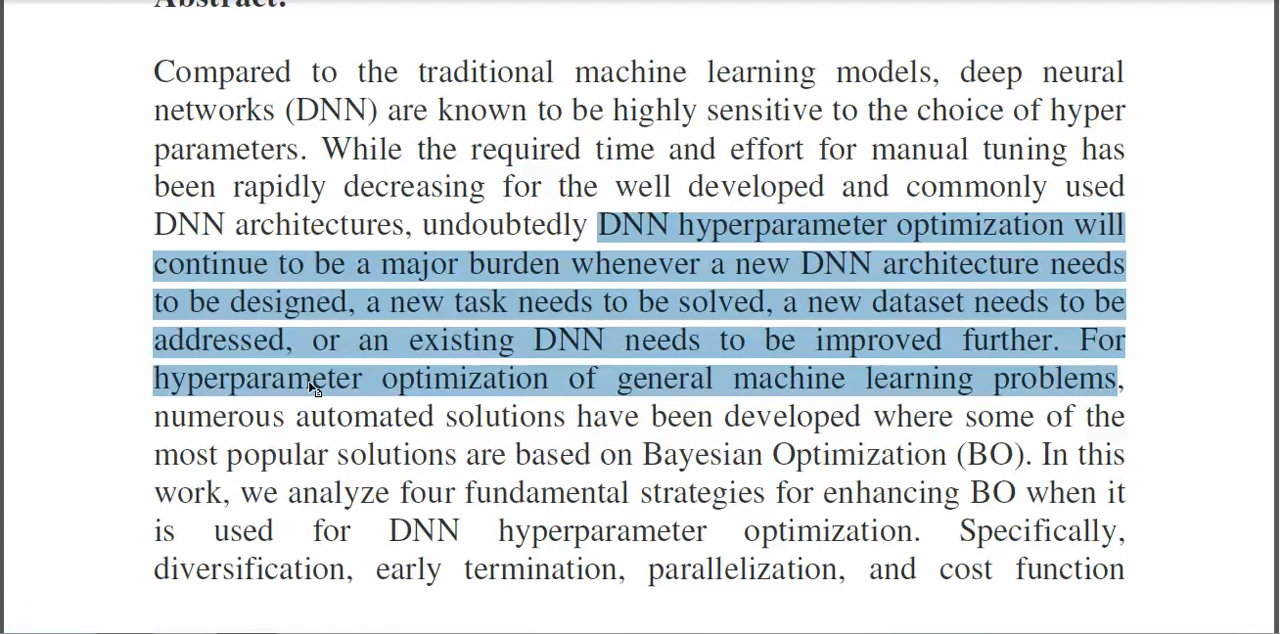 Abstract:
Compared to the traditional machine learning models, deep neural
networks (DNN) are known to be highly sensitive to the choice of hyper
parameters. While the required time and effort for manual tuning has
been rapidly decreasing for the well developed and commonly used
DNN architectures, undoubtedly DNN hyperparameter optimization will
continue to be a major burden whenever a new DNN architecture needs
to be designed, a new task needs to be solved, a new dataset needs to be
addressed, or an existing DNN needs to be improved further. For
hyperparameter optimization of general machine learning problems,
numerous automated solutions have been developed where some of the
most popular solutions are based on Bayesian Optimization (BO). In this
work, we analyze four fundamental strategies for enhancing BO when it
is used for DNN hyperparameter optimization. Specifically,
diversification, early termination, parallelization, and cost function